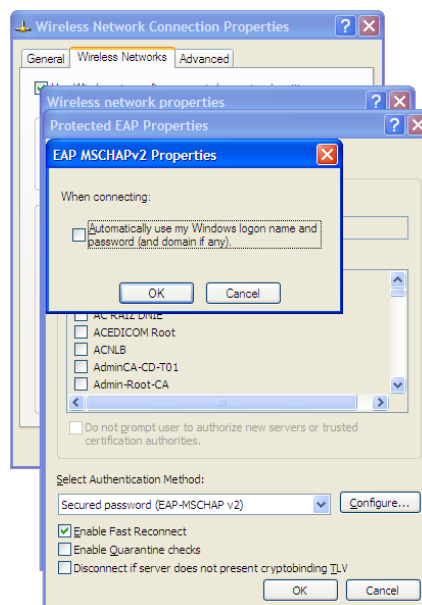 Wireless Network Connection Properties
General Wireless Networks Advanced
Wireless network properties
Protected EAP Properties
EAP MSCHAPv2 Properties
When connecting:
Automatically use my Windows logon name and
password (and domain if any).
OK Cancel
AC RAIZ DNIE
ACEDICOM Root
ACNLB
AdminCA-CD-T01
Admin-Root-CA
Do not prompt user to authorize new servers or trusted
certification authorities.
Select Authentication Method:
Secured password (EAP-MSCHAP v2) Configure...
Enable Fast Reconnect
Enable Quarantine checks
Disconnect if server does not present cryptobinding TLV
OK Cancel